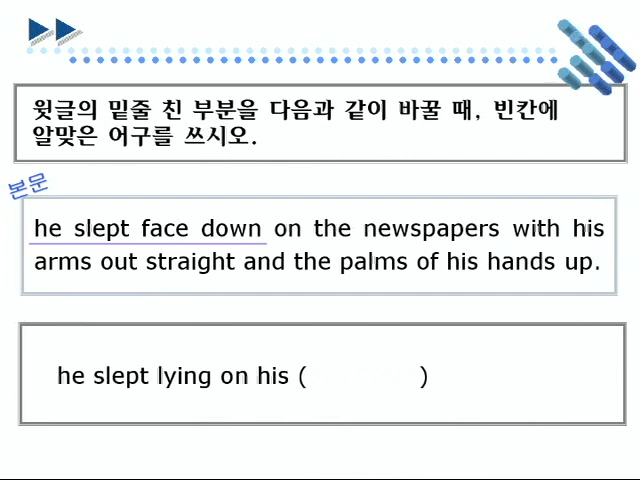 윗글의 밑줄 친 부분을 다음과 같이 바꿀 때, 빈칸에
알맞은 어구를 쓰시오.
본문
he slept face down on the newspapers with his
arms out straight and the palms of his hands up.
he slept lying on his (          )